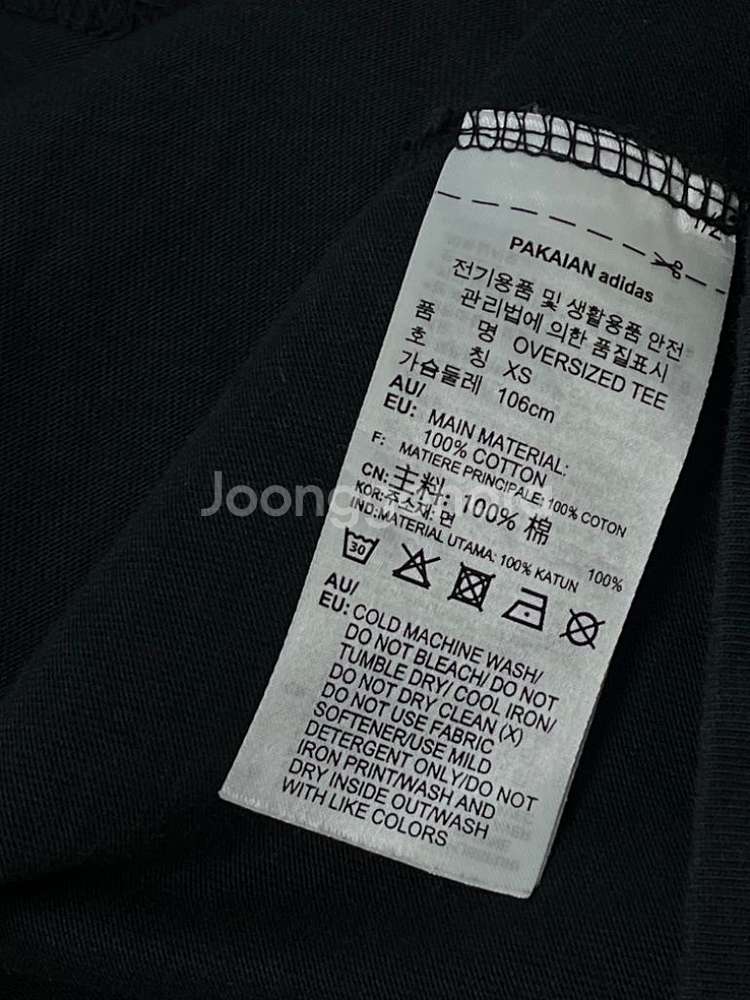 1/2
PAKAIAN adidas
전기용품 및 생활용품 안전
관리법에 의한 품질표시
품 명 OVERSIZED TEE
호 칭 XS
가슴둘레 106cm
AU/
EU: MAIN MATERIAL:
100% COTTON
F: MATIERE PRINCIPALE: 100% COTON
CN: 主料: 100% 棉
KOR: 주소재: 면 100%
IND: MATERIAL UTAMA: 100% KATUN
30
AU/
EU: COLD MACHINE WASH/
DO NOT BLEACH/ DO NOT
TUMBLE DRY/ COOL IRON/
DO NOT DRY CLEAN (X)
DO NOT USE FABRIC
SOFTENER/USE MILD
DETERGENT ONLY/DO NOT
IRON PRINT/WASH AND
DRY INSIDE OUT/WASH
WITH LIKE COLORS